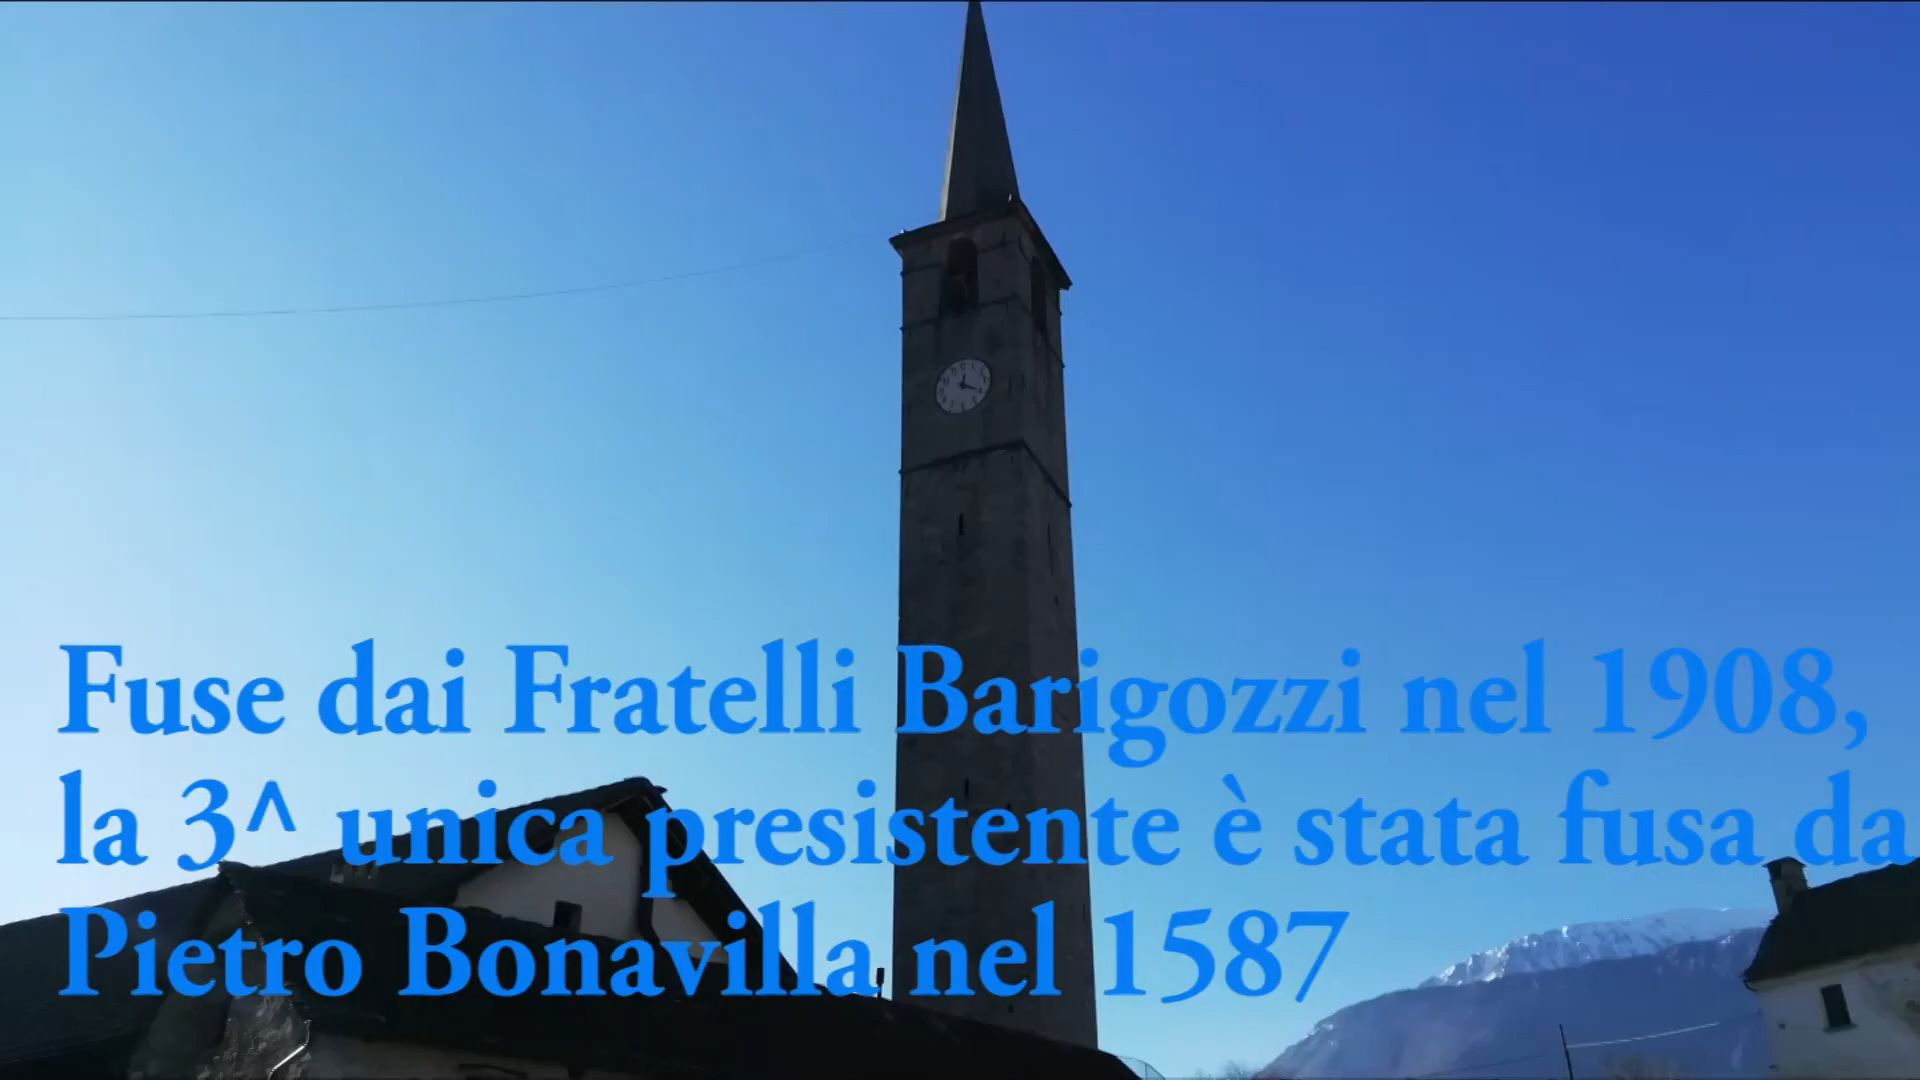 Fuse dai Fratelli Barigozzi nel 1908,
la 3^ unica presistente è stata fusa da
Pietro Bonavilla nel 1587